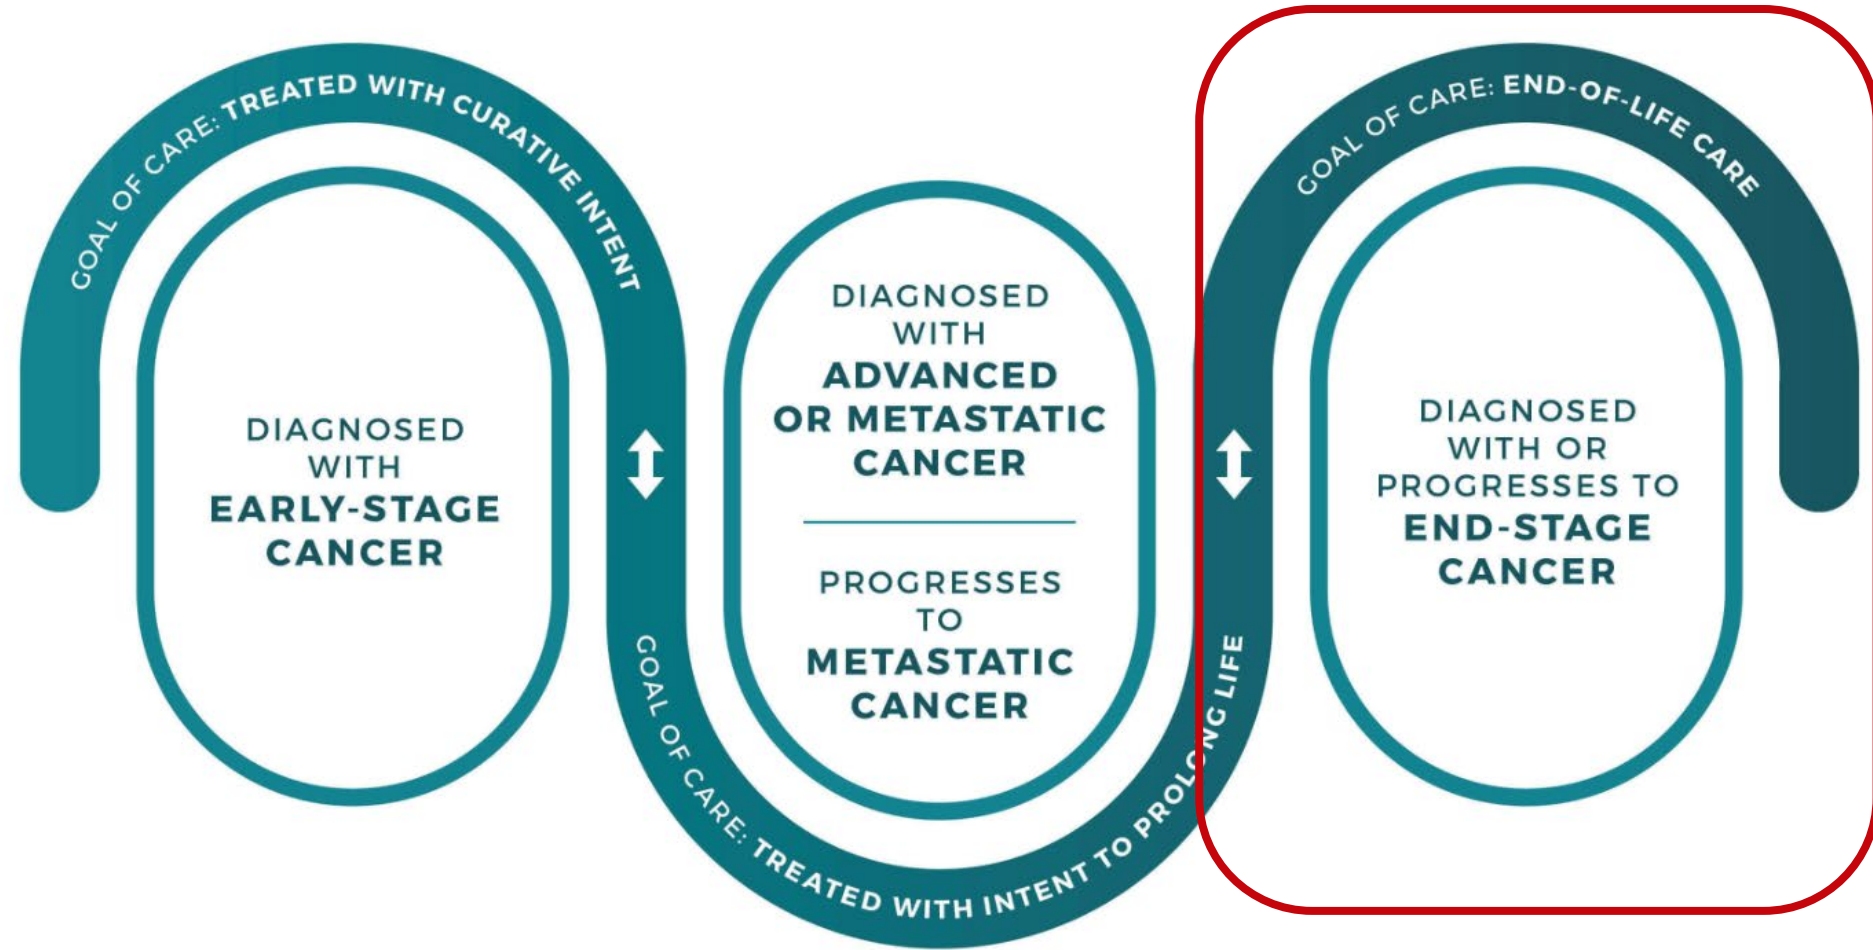 GOAL OF CARE: TREATED WITH CURATIVE INTENT
DIAGNOSED
WITH
EARLY-STAGE
CANCER
GOAL OF CARE: TREATED WITH INTENT TO PROLONG LIFE
DIAGNOSED
WITH
ADVANCED
OR METASTATIC
CANCER
PROGRESSES
TO
METASTATIC
CANCER
GOAL OF CARE: END-OF-LIFE CARE
DIAGNOSED
WITH OR
PROGRESSES TO
END-STAGE
CANCER